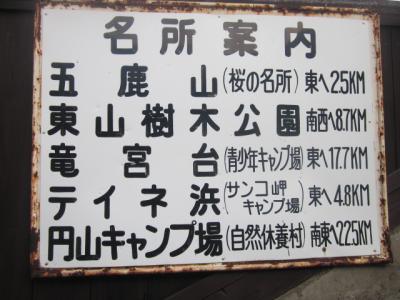 名所案内
五鹿山(桜の名所)東へ2.5KM
東山樹木公園南西へ8.7KM
竜宮台(青少年キャンプ場)東へ17.7KM
テイネ浜(サンコ岬キャンプ場)東へ4.8KM
円山キャンプ場(自然休養村)南東へ22.5KM